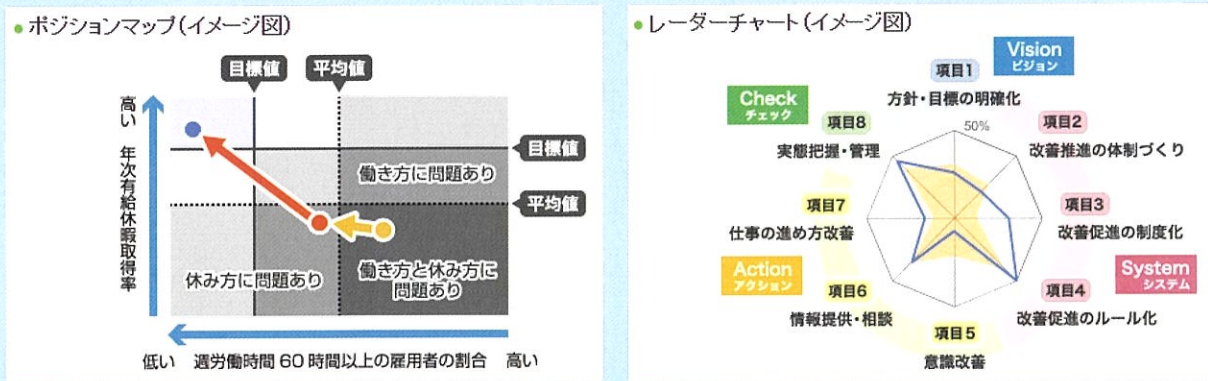 ポジションマップ(イメージ図)
目標値
平均値
高い
年次有給休暇取得率
目標値
働き方に問題あり
平均値
休み方に問題あり
働き方と休み方に
問題あり
低い 週労働時間 60 時間以上の雇用者の割合 高い
レーダーチャート(イメージ図)
Vision
ビジョン
項目1
方針・目標の明確化
Check
チェック
50%
項目8
実態把握・管理
項目2
改善推進の体制づくり
項目7
仕事の進め方改善
項目3
改善促進の制度化
Action
アクション
System
システム
項目6
情報提供・相談
項目4
改善促進のルール化
項目5
意識改善